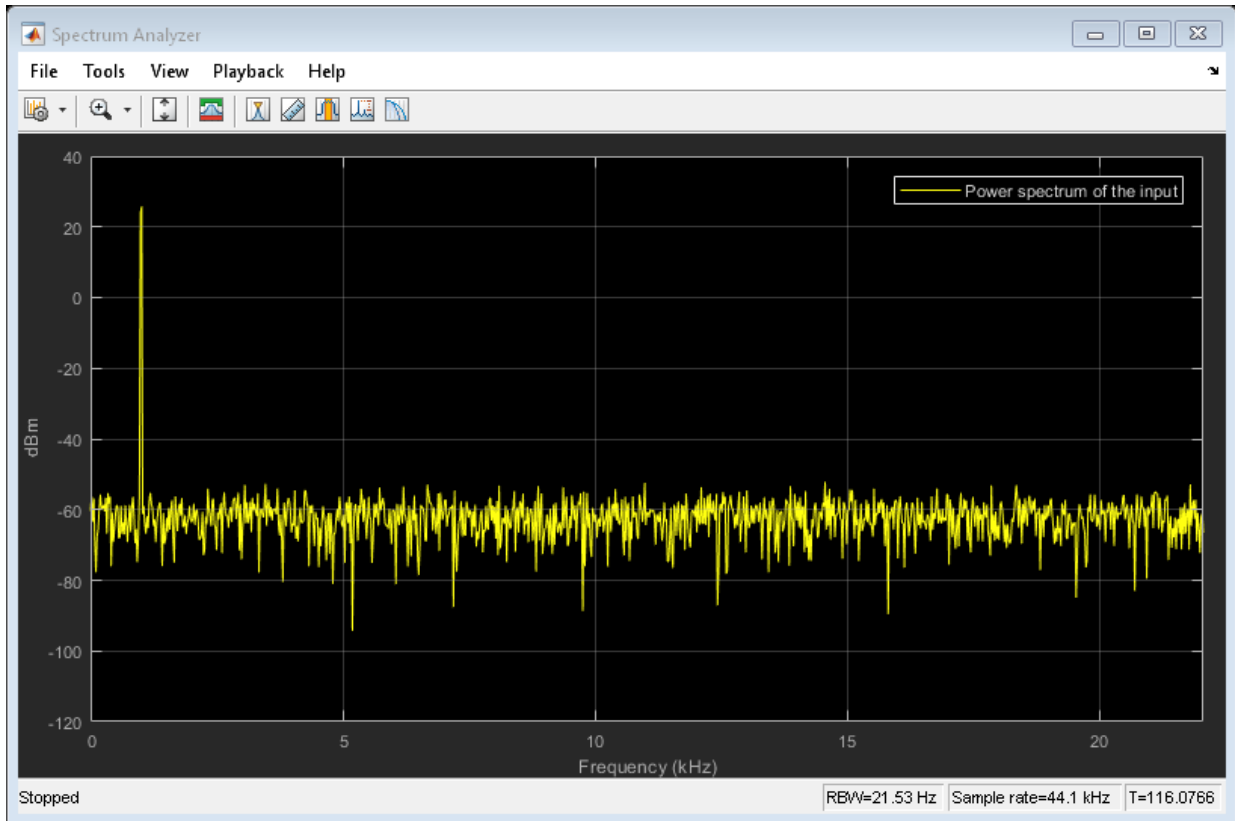 Spectrum Analyzer
File Tools View Playback Help
40
20
0
-20
-40
-60
-80
-100
-120
dBm
Power spectrum of the input
0 5 10 15 20
Frequency (kHz)
Stopped RBW=21.53 Hz Sample rate=44.1 kHz T=116.0766